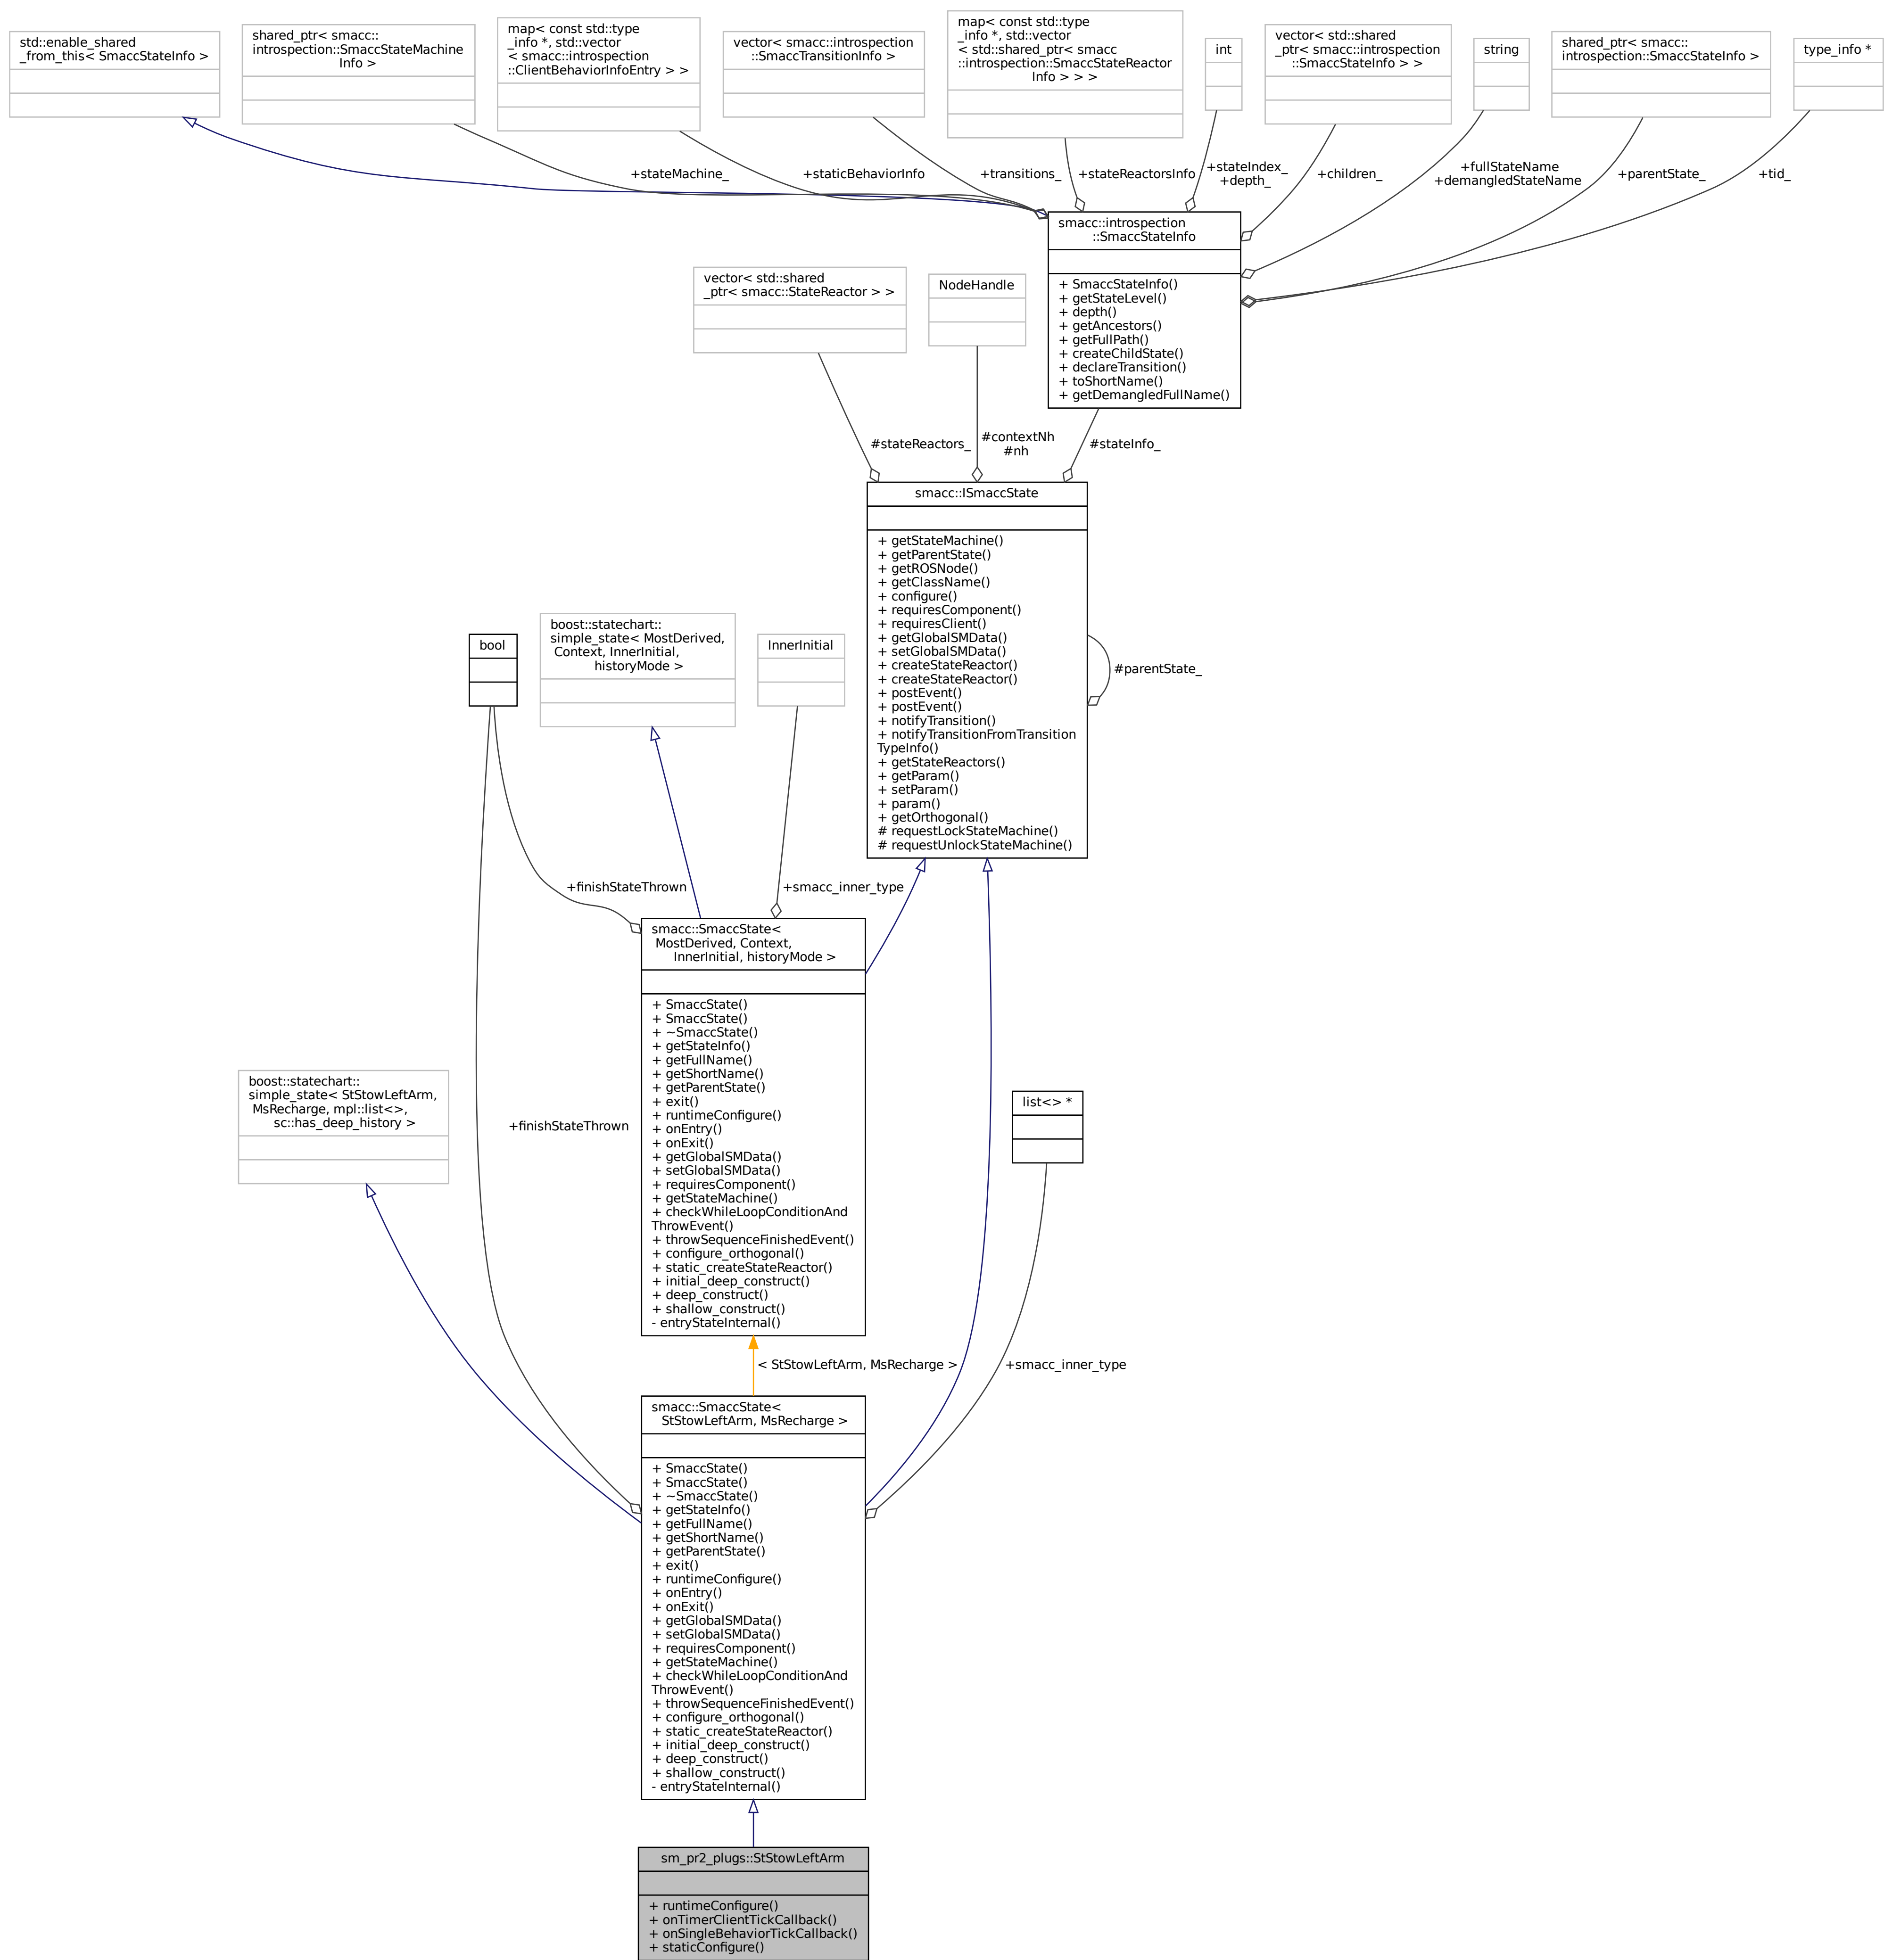 std::enable_shared
_from_this< SmaccStateInfo >
shared_ptr< smacc::
introspection::SmaccStateMachine
Info >
map< const std::type
_info *, std::vector
< smacc::introspection
::ClientBehaviorInfoEntry > >
vector< smacc::introspection
::SmaccTransitionInfo >
map< const std::type
_info *, std::vector
< std::shared_ptr< smacc
::introspection::SmaccStateReactor
Info > > >
int
vector< std::shared
_ptr< smacc::introspection
::SmaccStateInfo > >
string
shared_ptr< smacc::
introspection::SmaccStateInfo >
type_info *
+stateMachine_
+staticBehaviorInfo
+transitions_
+stateReactorsInfo
+stateIndex_
+depth_
+children_
+fullStateName
+demangledStateName
+parentState_
+tid_
smacc::introspection
::SmaccStateInfo
+ SmaccStateInfo()
+ getStateLevel()
+ depth()
+ getAncestors()
+ getFullPath()
+ createChildState()
+ declareTransition()
+ toShortName()
+ getDemangledFullName()
vector< std::shared
_ptr< smacc::StateReactor > >
NodeHandle
#stateReactors_
#contextNh
#nh
#stateInfo_
smacc::ISmaccState
+ getStateMachine()
+ getParentState()
+ getROSNode()
+ getClassName()
+ configure()
+ requiresComponent()
+ requiresClient()
+ getGlobalSMData()
+ setGlobalSMData()
+ createStateReactor()
+ createStateReactor()
+ postEvent()
+ postEvent()
+ notifyTransition()
+ notifyTransitionFromTransition
TypeInfo()
+ getStateReactors()
+ getParam()
+ setParam()
+ param()
+ getOrthogonal()
# requestLockStateMachine()
# requestUnlockStateMachine()
#parentState_
bool
boost::statechart::
simple_state< MostDerived,
Context, InnerInitial,
historyMode >
InnerInitial
+finishStateThrown
+smacc_inner_type
smacc::SmaccState<
MostDerived, Context,
InnerInitial, historyMode >
+ SmaccState()
+ SmaccState()
+ ~SmaccState()
+ getStateInfo()
+ getFullName()
+ getShortName()
+ getParentState()
+ exit()
+ runtimeConfigure()
+ onEntry()
+ onExit()
+ getGlobalSMData()
+ setGlobalSMData()
+ requiresComponent()
+ getStateMachine()
+ checkWhileLoopConditionAnd
ThrowEvent()
+ throwSequenceFinishedEvent()
+ configure_orthogonal()
+ static_createStateReactor()
+ initial_deep_construct()
+ deep_construct()
+ shallow_construct()
- entryStateInternal()
boost::statechart::
simple_state< StStowLeftArm,
MsRecharge, mpl::list<>,
sc::has_deep_history >
+finishStateThrown
list<> *
< StStowLeftArm, MsRecharge >
+smacc_inner_type
smacc::SmaccState<
StStowLeftArm, MsRecharge >
+ SmaccState()
+ SmaccState()
+ ~SmaccState()
+ getStateInfo()
+ getFullName()
+ getShortName()
+ getParentState()
+ exit()
+ runtimeConfigure()
+ onEntry()
+ onExit()
+ getGlobalSMData()
+ setGlobalSMData()
+ requiresComponent()
+ getStateMachine()
+ checkWhileLoopConditionAnd
ThrowEvent()
+ throwSequenceFinishedEvent()
+ configure_orthogonal()
+ static_createStateReactor()
+ initial_deep_construct()
+ deep_construct()
+ shallow_construct()
- entryStateInternal()
sm_pr2_plugs::StStowLeftArm
+ runtimeConfigure()
+ onTimerClientTickCallback()
+ onSingleBehaviorTickCallback()
+ staticConfigure()